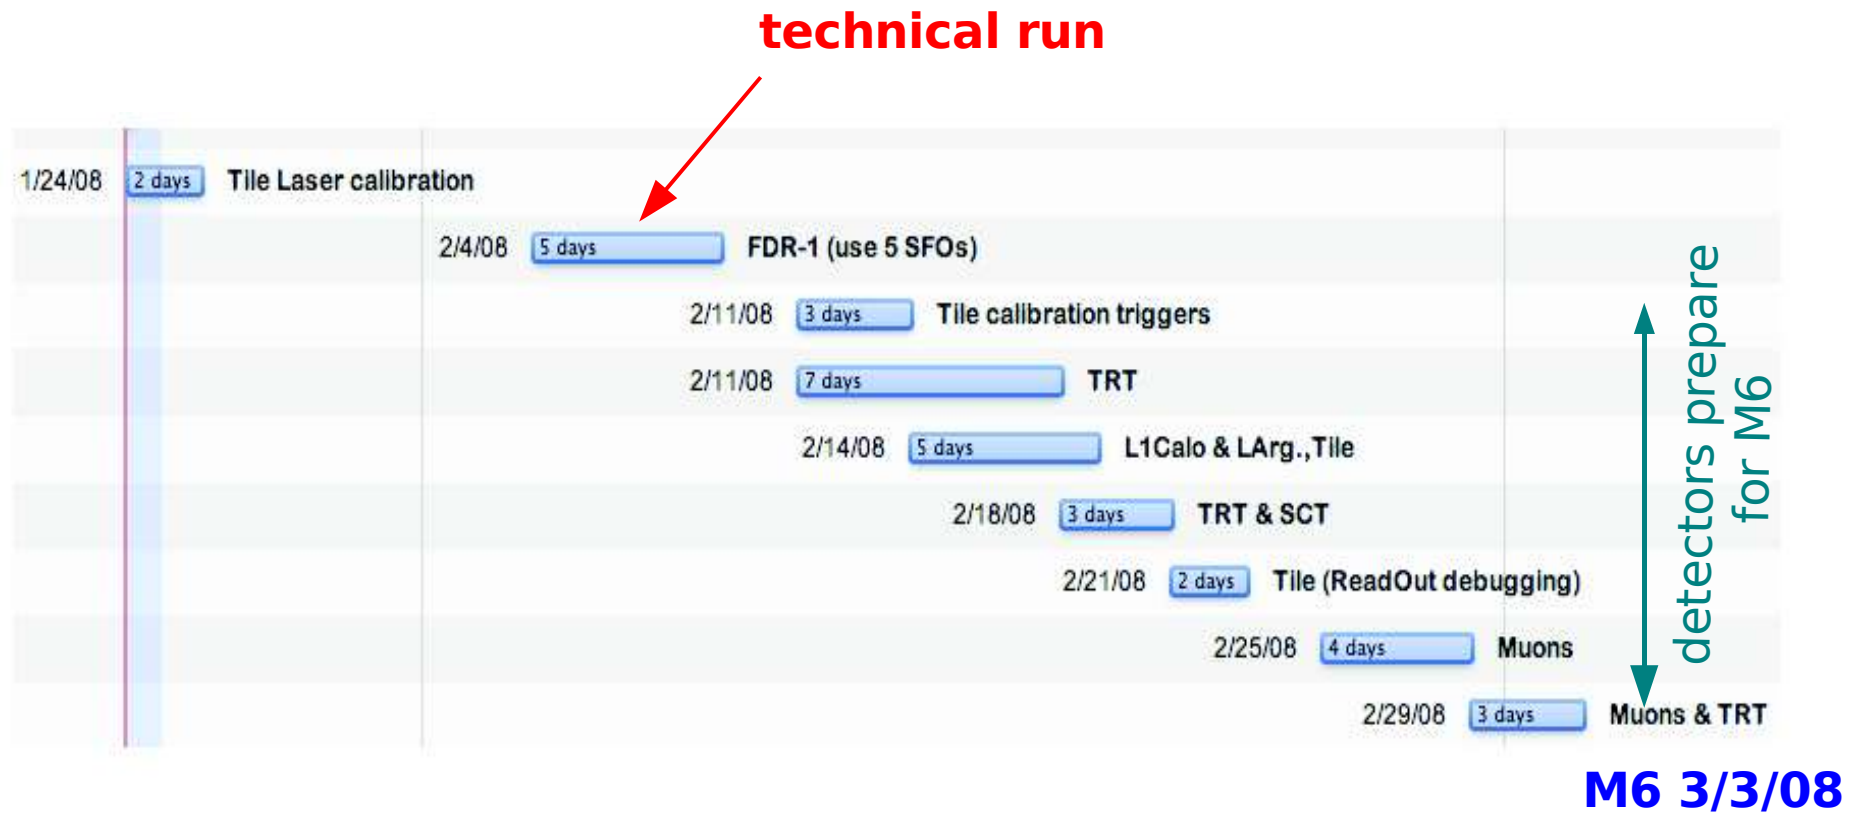 technical run
1/24/08 2 days Tile Laser calibration
2/4/08 5 days FDR-1 (use 5 SFOs)
2/11/08 3 days Tile calibration triggers
2/11/08 7 days TRT
2/14/08 5 days L1Calo & LArg.,Tile
2/18/08 3 days TRT & SCT
2/21/08 2 days Tile (ReadOut debugging)
2/25/08 4 days Muons
2/29/08 3 days Muons & TRT
detectors prepare
for M6
M6 3/3/08